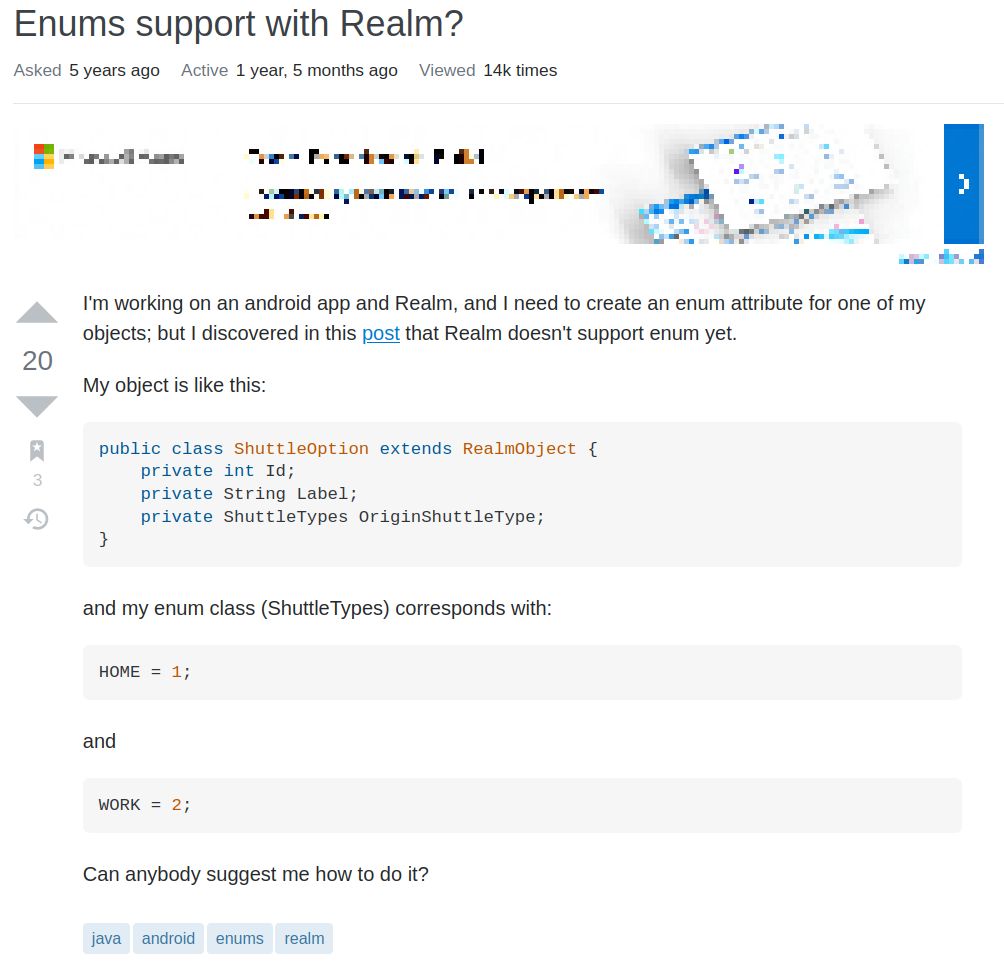 Enums support with Realm?
Asked 5 years ago Active 1 year, 5 months ago Viewed 14k times
I'm working on an android app and Realm, and I need to create an enum attribute for one of my
objects; but I discovered in this post that Realm doesn't support enum yet.
20
My object is like this:
public class ShuttleOption extends RealmObject {
    private int Id;
3
    private String Label;
    private ShuttleTypes OriginShuttleType;
}
and my enum class (ShuttleTypes) corresponds with:
HOME = 1;
and
WORK = 2;
Can anybody suggest me how to do it?
java android enums realm